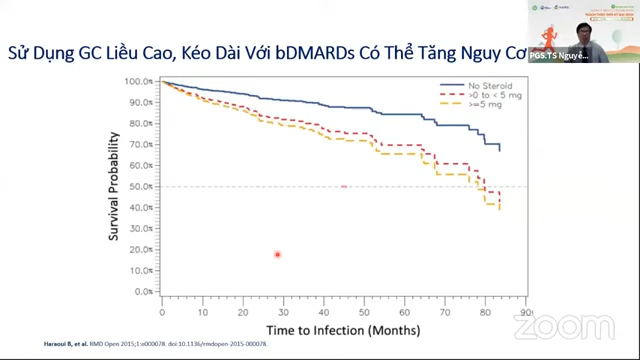 Sử Dụng GC Liều Cao, Kéo Dài Với bDMARDs Có Thể Tăng Nguy Cơ
PGS.TS Nguyễ...
No Steroid
>0 to < 5 mg
>=5 mg
100.0%
90.0%
80.0%
70.0%
60.0%
50.0%
40.0%
30.0%
20.0%
10.0%
0.0%
Survival Probability
0
10
20
30
40
50
60
70
80
90
Time to Infection (Months)
Haraoui B, et al. RMD Open 2015;1:e000078. doi:10.1136/rmdopen-2015-000078.
zoom